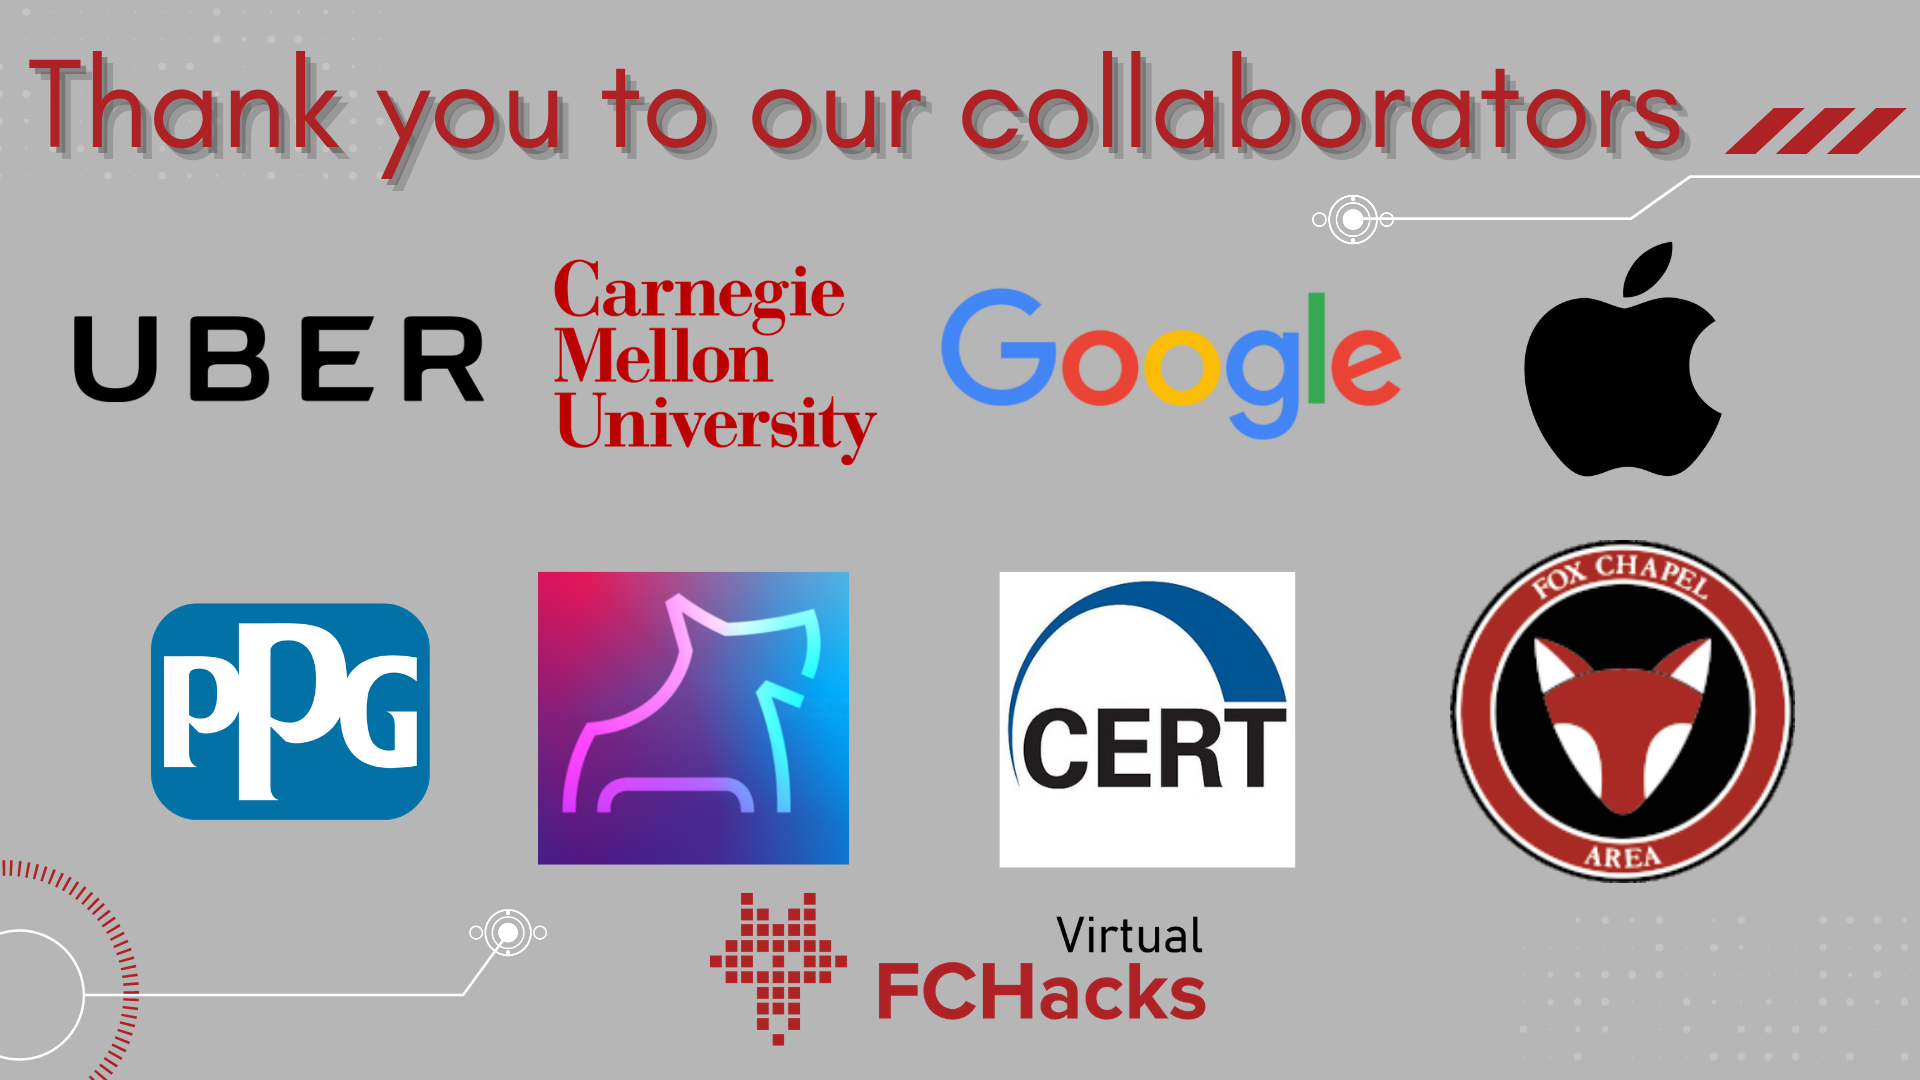 Thank you to our collaborators
UBER
Carnegie
Mellon
University
Google
PPG
CERT
FOX CHAPEL
AREA
Virtual
FCHacks